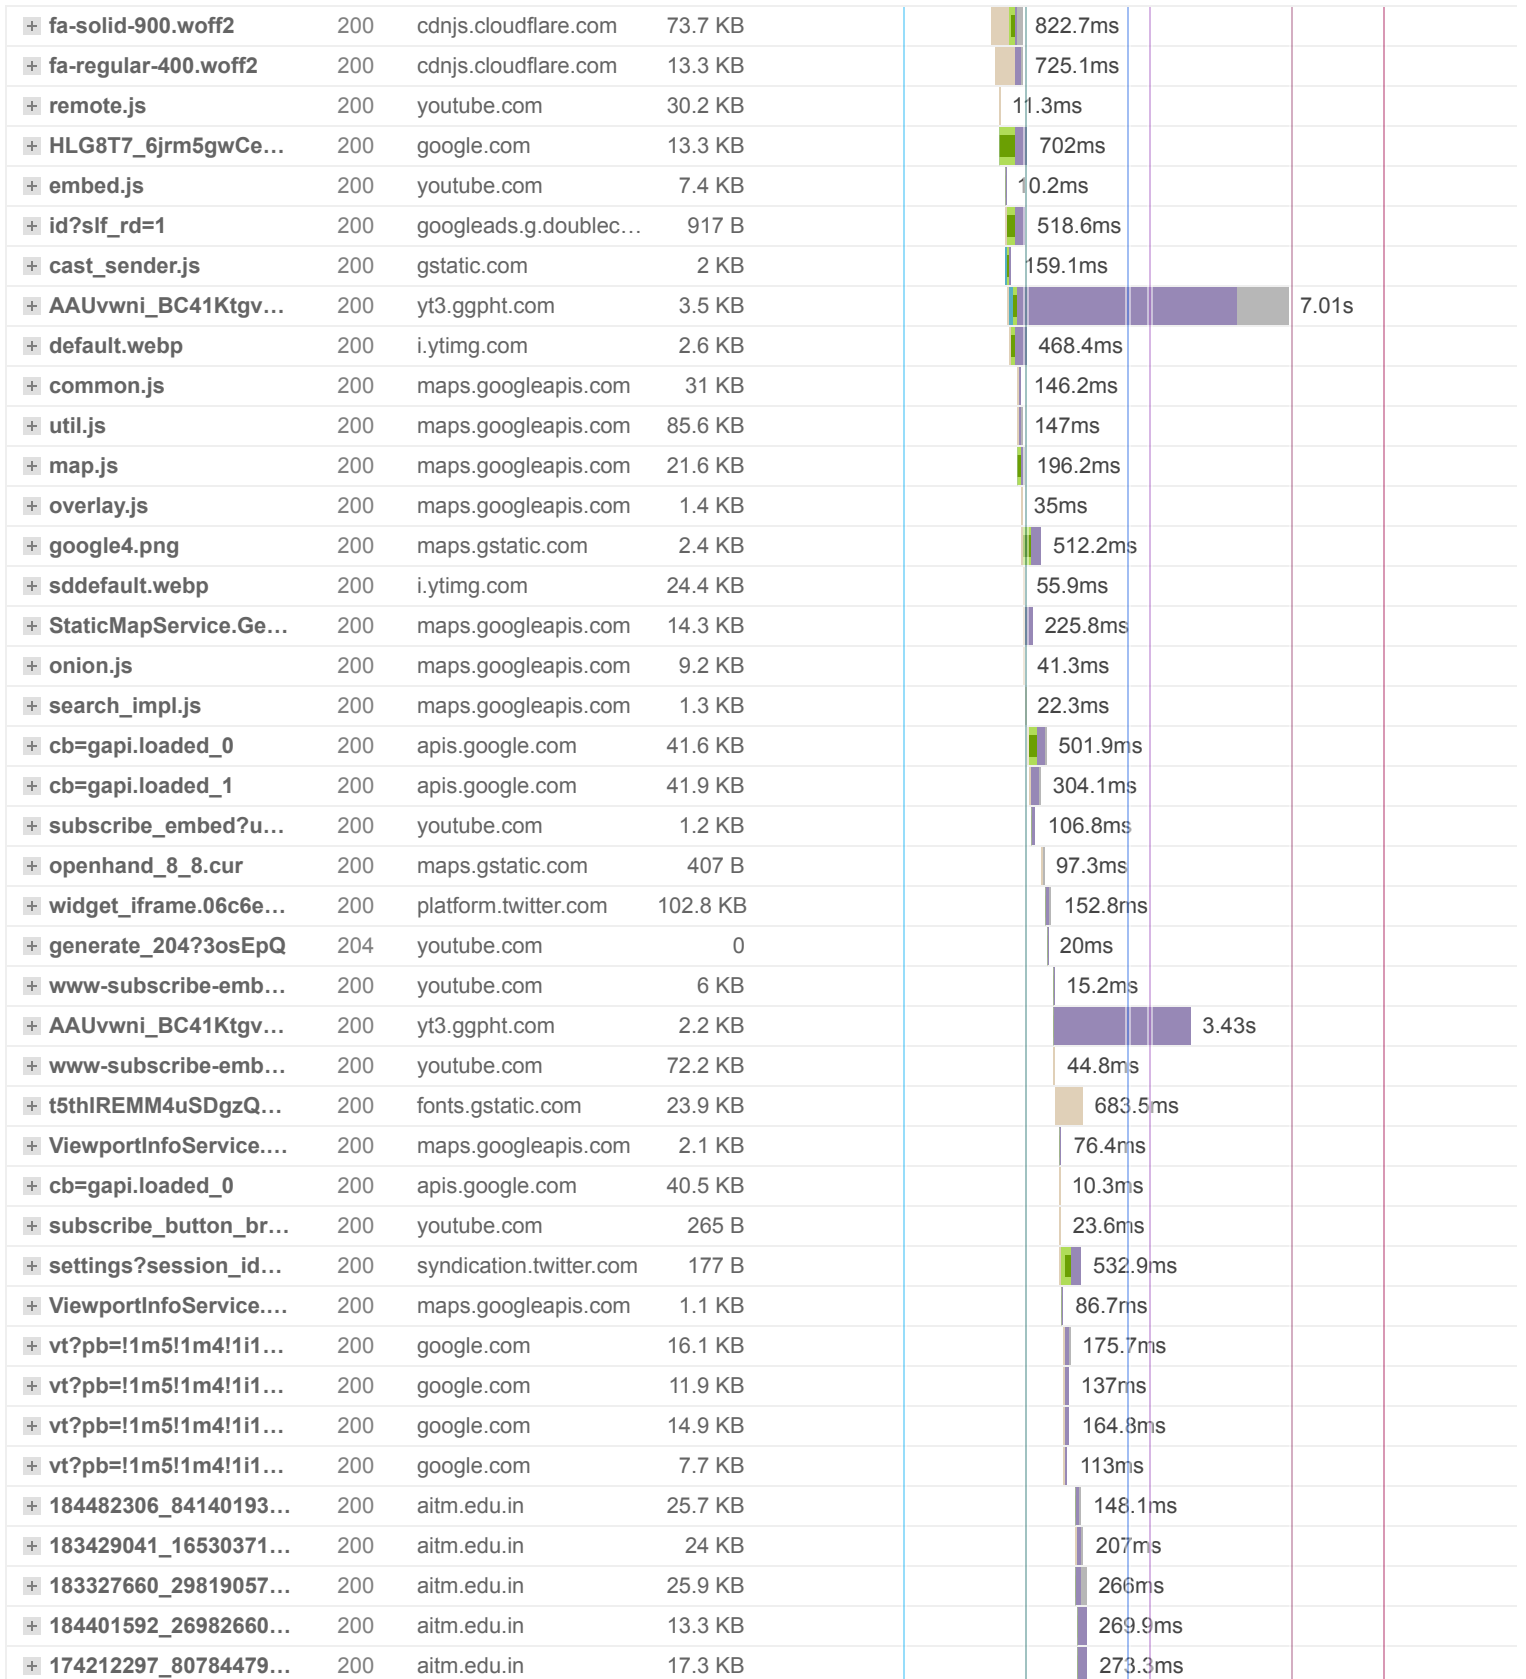 fa-solid-900.woff2 200 cdnjs.cloudflare.com 73.7 KB 822.7ms
fa-regular-400.woff2 200 cdnjs.cloudflare.com 13.3 KB 725.1ms
remote.js 200 youtube.com 30.2 KB 11.3ms
HLG8T7_6jrm5gwCe… 200 google.com 13.3 KB 702ms
embed.js 200 youtube.com 7.4 KB 10.2ms
id?slf_rd=1 200 googleads.g.doublec… 917 B 518.6ms
cast_sender.js 200 gstatic.com 2 KB 159.1ms
AAUvwni_BC41Ktgv… 200 yt3.ggpht.com 3.5 KB 7.01s
default.webp 200 i.ytimg.com 2.6 KB 468.4ms
common.js 200 maps.googleapis.com 31 KB 146.2ms
util.js 200 maps.googleapis.com 85.6 KB 147ms
map.js 200 maps.googleapis.com 21.6 KB 196.2ms
overlay.js 200 maps.googleapis.com 1.4 KB 35ms
google4.png 200 maps.gstatic.com 2.4 KB 512.2ms
sddefault.webp 200 i.ytimg.com 24.4 KB 55.9ms
StaticMapService.Ge… 200 maps.googleapis.com 14.3 KB 225.8ms
onion.js 200 maps.googleapis.com 9.2 KB 41.3ms
search_impl.js 200 maps.googleapis.com 1.3 KB 22.3ms
cb=gapi.loaded_0 200 apis.google.com 41.6 KB 501.9ms
cb=gapi.loaded_1 200 apis.google.com 41.9 KB 304.1ms
subscribe_embed?u… 200 youtube.com 1.2 KB 106.8ms
openhand_8_8.cur 200 maps.gstatic.com 407 B 97.3ms
widget_iframe.06c6e… 200 platform.twitter.com 102.8 KB 152.8ms
generate_204?3osEpQ 204 youtube.com 0 20ms
www-subscribe-emb… 200 youtube.com 6 KB 15.2ms
AAUvwni_BC41Ktgv… 200 yt3.ggpht.com 2.2 KB 3.43s
www-subscribe-emb… 200 youtube.com 72.2 KB 44.8ms
t5thIREMM4uSDgzQ… 200 fonts.gstatic.com 23.9 KB 683.5ms
ViewportInfoService.… 200 maps.googleapis.com 2.1 KB 76.4ms
cb=gapi.loaded_0 200 apis.google.com 40.5 KB 10.3ms
subscribe_button_br… 200 youtube.com 265 B 23.6ms
settings?session_id… 200 syndication.twitter.com 177 B 532.9ms
ViewportInfoService.… 200 maps.googleapis.com 1.1 KB 86.7ms
vt?pb=!1m5!1m4!1i1… 200 google.com 16.1 KB 175.7ms
vt?pb=!1m5!1m4!1i1… 200 google.com 11.9 KB 137ms
vt?pb=!1m5!1m4!1i1… 200 google.com 14.9 KB 164.8ms
vt?pb=!1m5!1m4!1i1… 200 google.com 7.7 KB 113ms
184482306_84140193… 200 aitm.edu.in 25.7 KB 148.1ms
183429041_16530371… 200 aitm.edu.in 24 KB 207ms
183327660_29819057… 200 aitm.edu.in 25.9 KB 266ms
184401592_26982660… 200 aitm.edu.in 13.3 KB 269.9ms
174212297_80784479… 200 aitm.edu.in 17.3 KB 273.3ms